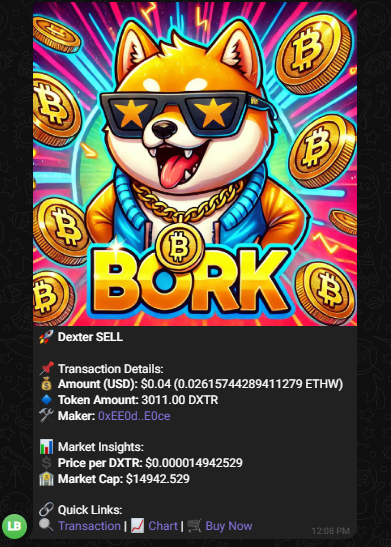 BORK
🚀 Dexter SELL
📌 Transaction Details:
💰 Amount (USD): $0.04 (0.02615744289411279 ETHW)
🔹 Token Amount: 3011.00 DXTR
🛠 Maker: 0xEE0d..E0ce
📊 Market Insights:
💲 Price per DXTR: $0.000014942529
🏦 Market Cap: $14942.529
🔗 Quick Links:
🔍 Transaction | 📈 Chart | 🛒 Buy Now
LB
12:08 PM